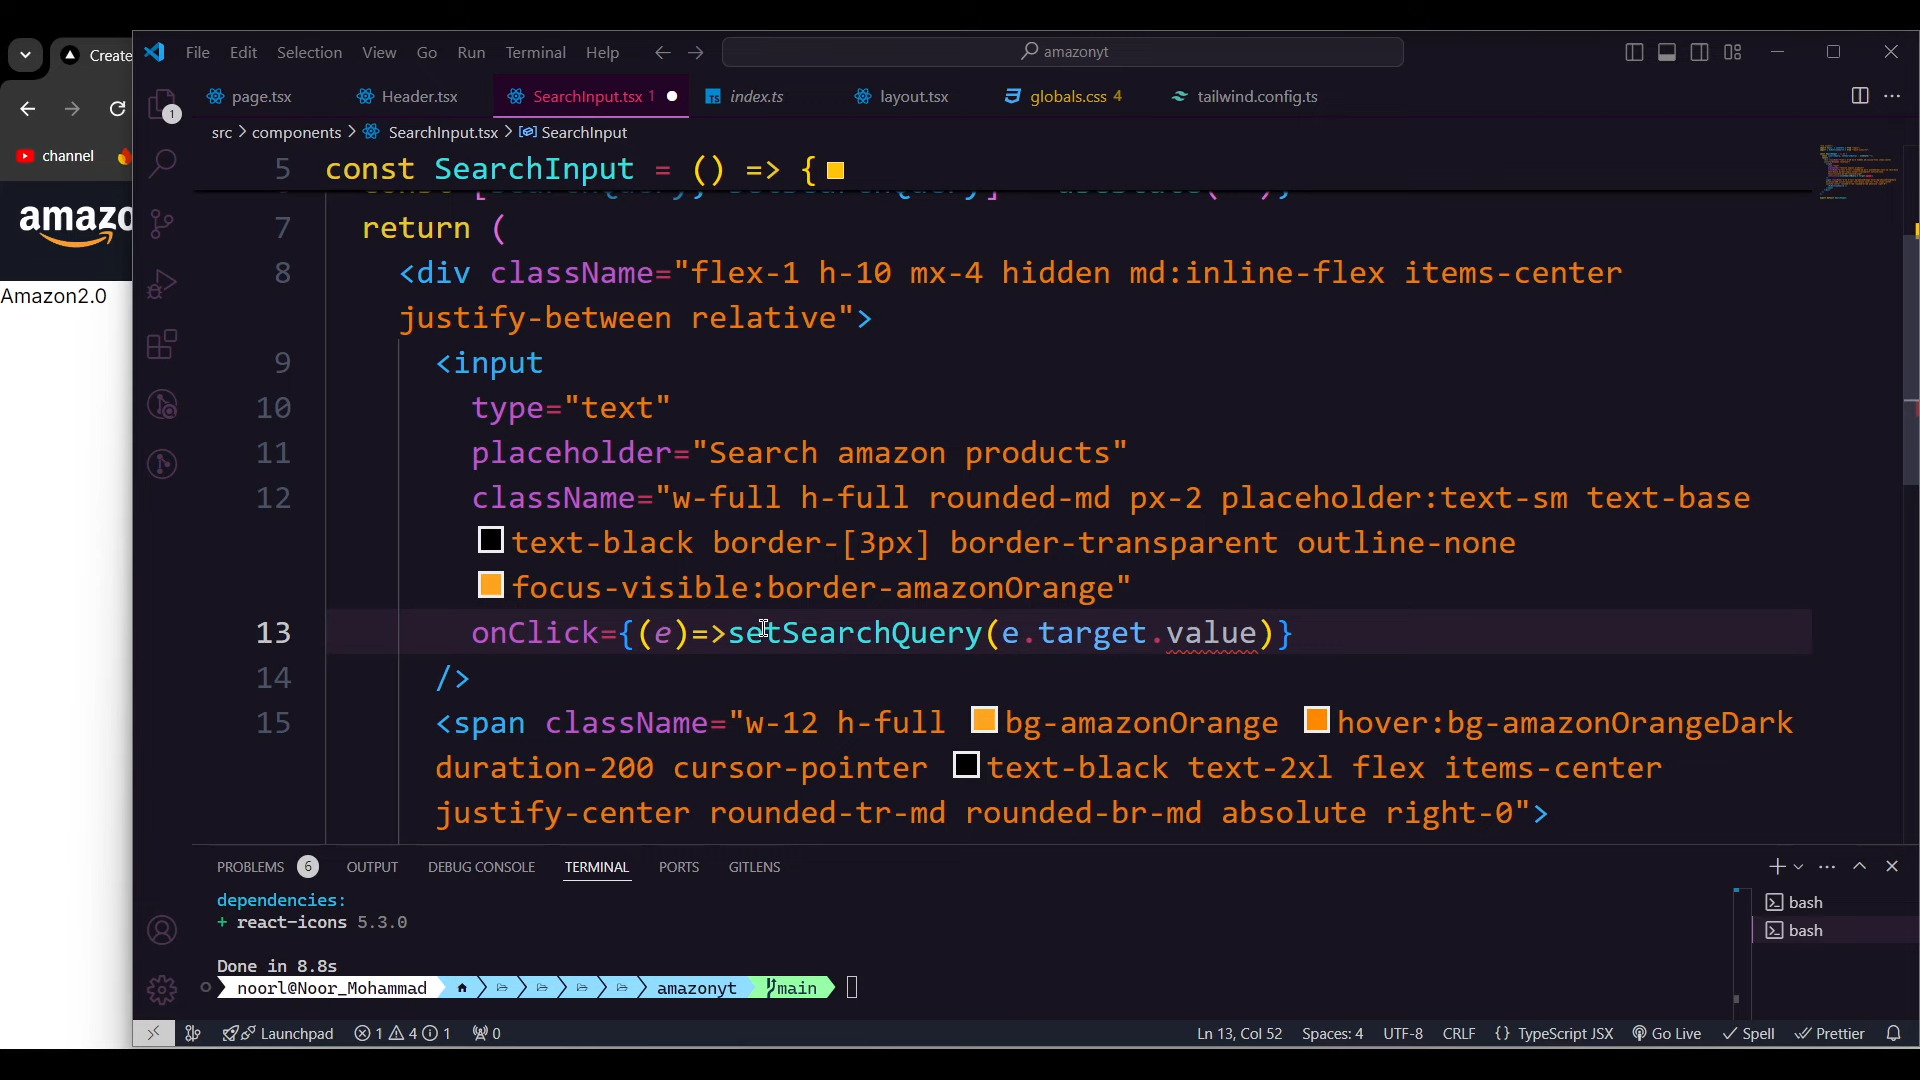 Create
channel
amazo
Amazon2.0
File Edit Selection View Go Run Terminal Help
amazonyt
page.tsx Header.tsx SearchInput.tsx 1 index.ts layout.tsx globals.css 4 tailwind.config.ts
src > components > SearchInput.tsx > SearchInput
1
5 const SearchInput = () => {
7 return (
8 <div className="flex-1 h-10 mx-4 hidden md:inline-flex items-center
justify-between relative">
9 <input
10 type="text"
11 placeholder="Search amazon products"
12 className="w-full h-full rounded-md px-2 placeholder:text-sm text-base
text-black border-[3px] border-transparent outline-none
focus-visible:border-amazonOrange"
13 onClick={(e)=>setSearchQuery(e.target.value)}
14 />
15 <span className="w-12 h-full bg-amazonOrange hover:bg-amazonOrangeDark
duration-200 cursor-pointer text-black text-2xl flex items-center
justify-center rounded-tr-md rounded-br-md absolute right-0">
PROBLEMS 6 OUTPUT DEBUG CONSOLE TERMINAL PORTS GITLENS
dependencies:
+ react-icons 5.3.0
Done in 8.8s
noorl@Noor_Mohammad amazonyt main
bash
bash
Launchpad 1 4 1 0 Ln 13, Col 52 Spaces: 4 UTF-8 CRLF {} TypeScript JSX Go Live Spell Prettier